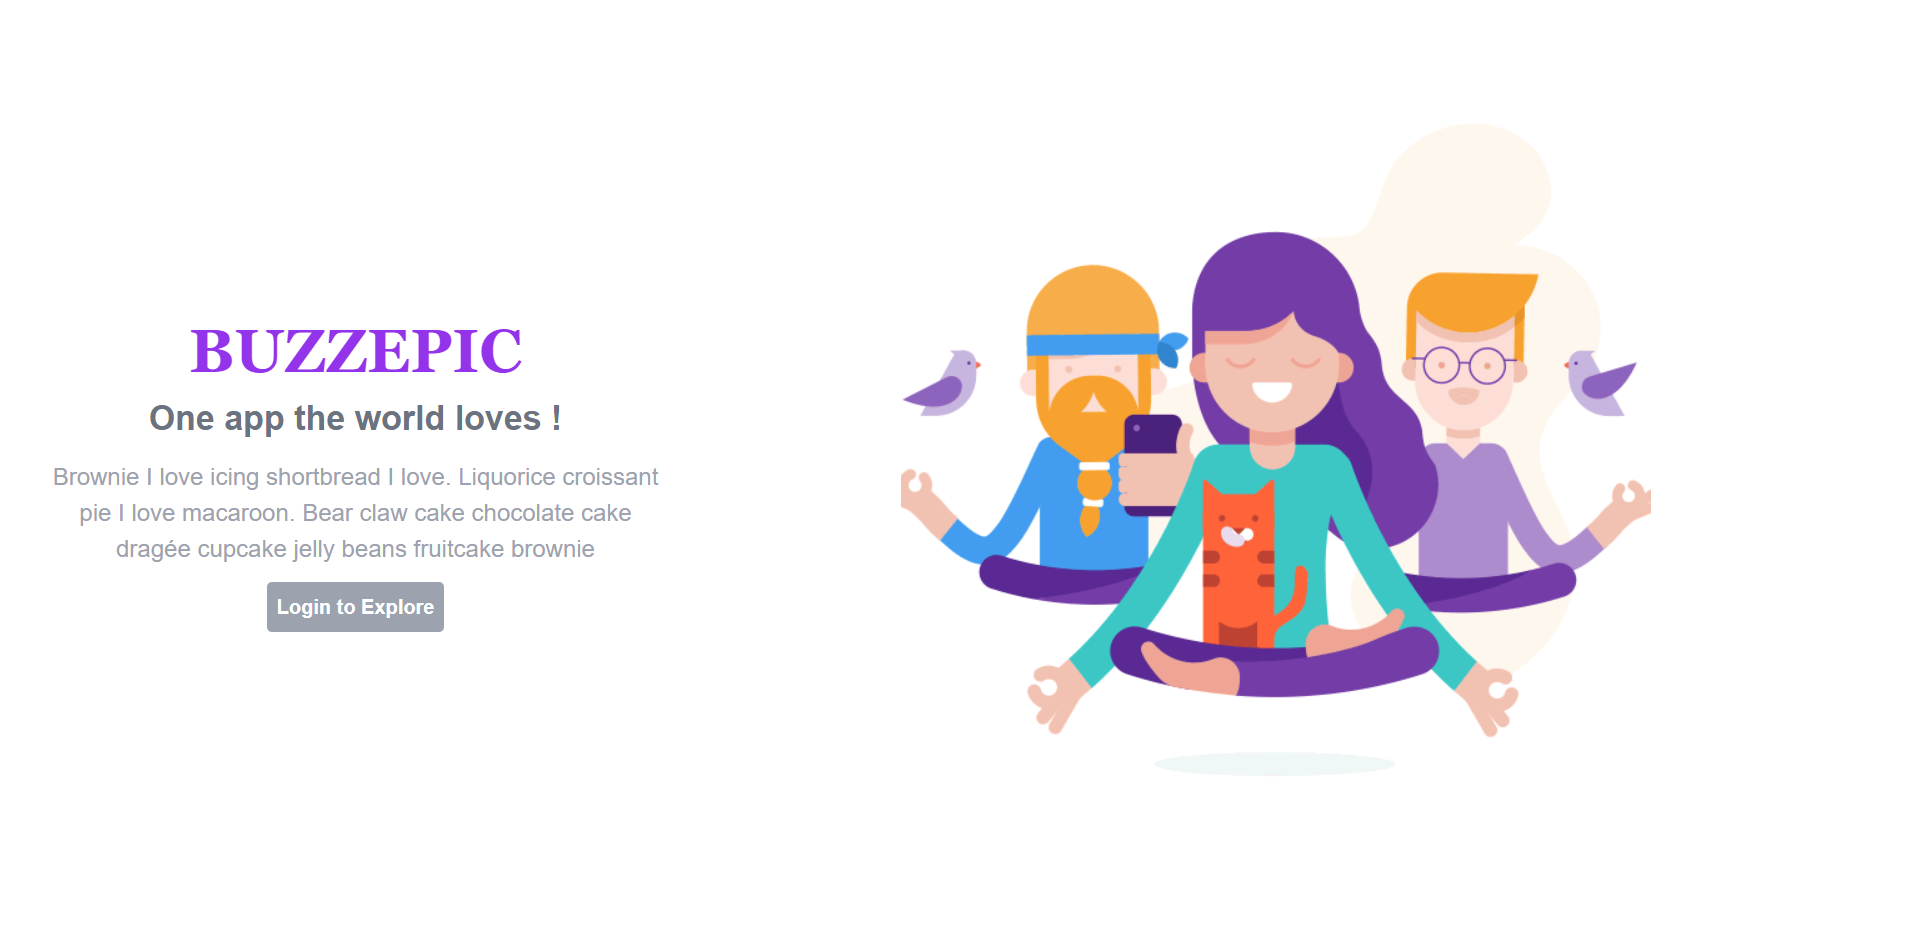 BUZZEPIC
One app the world loves !
Brownie I love icing shortbread I love. Liquorice croissant
pie I love macaroon. Bear claw cake chocolate cake
dragée cupcake jelly beans fruitcake brownie
Login to Explore